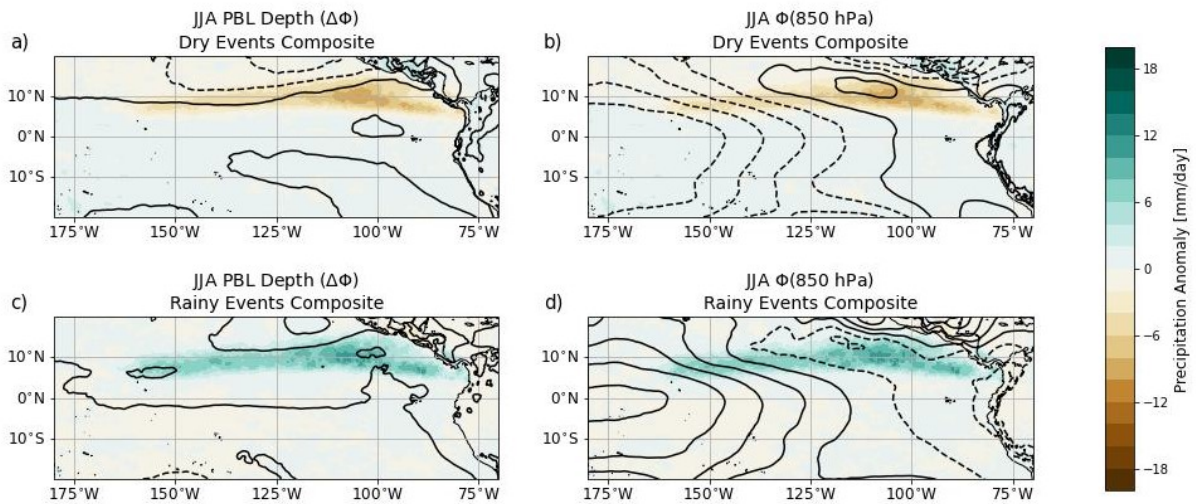 JJA PBL Depth (ΔΦ)
a) Dry Events Composite
10°N
0°N
10°S
175°W 150°W 125°W 100°W 75°W
JJA Φ(850 hPa)
b) Dry Events Composite
10°N
0°N
10°S
175°W 150°W 125°W 100°W 75°W
JJA PBL Depth (ΔΦ)
c) Rainy Events Composite
10°N
0°N
10°S
175°W 150°W 125°W 100°W 75°W
JJA Φ(850 hPa)
d) Rainy Events Composite
10°N
0°N
10°S
175°W 150°W 125°W 100°W 75°W
18
12
6
0
−6
−12
−18
Precipitation Anomaly [mm/day]